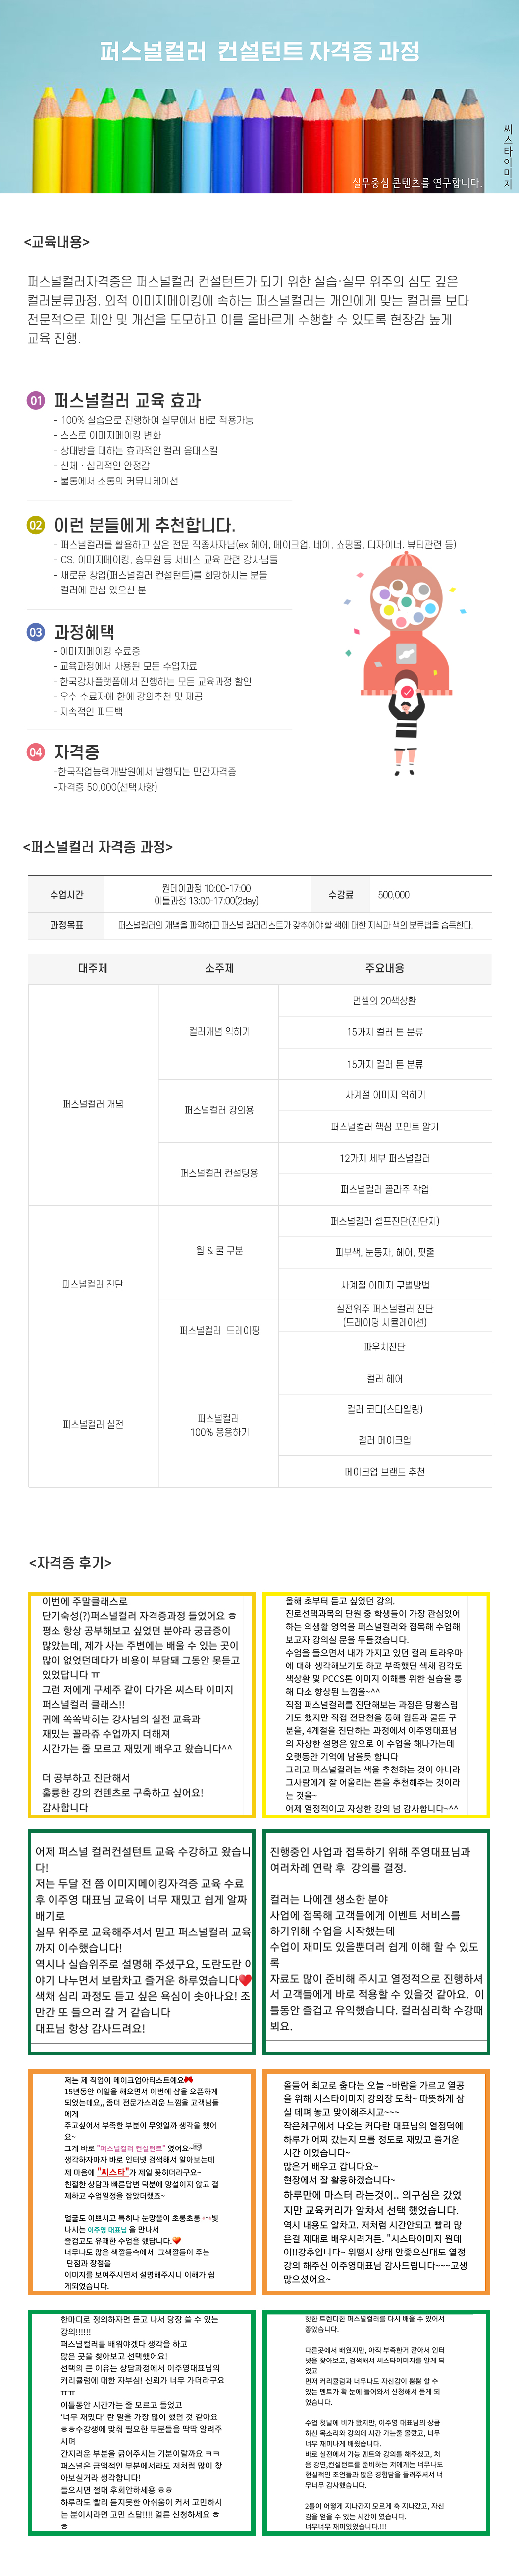 퍼스널컬러 컨설턴트 자격증 과정
씨스타이미지
실무중심 콘텐츠를 연구합니다.
<교육내용>
퍼스널컬러자격증은 퍼스널컬러 컨설턴트가 되기 위한 실습·실무 위주의 심도 깊은
컬러분류과정. 외적 이미지메이킹에 속하는 퍼스널컬러는 개인에게 맞는 컬러를 보다
전문적으로 제안 및 개선을 도모하고 이를 올바르게 수행할 수 있도록 현장감 높게
교육 진행.
01 퍼스널컬러 교육 효과
- 100% 실습으로 진행하여 실무에서 바로 적용가능
- 스스로 이미지메이킹 변화
- 상대방을 대하는 효과적인 컬러 응대스킬
- 신체 · 심리적인 안정감
- 불통에서 소통의 커뮤니케이션
02 이런 분들에게 추천합니다.
- 퍼스널컬러를 활용하고 싶은 전문 직종사자님(ex 헤어, 메이크업, 네이, 쇼핑몰, 디자이너, 뷰티관련 등)
- CS, 이미지메이킹, 승무원 등 서비스 교육 관련 강사님들
- 새로운 창업(퍼스널컬러 컨설턴트)를 희망하시는 분들
- 컬러에 관심 있으신 분
03 과정혜택
- 이미지메이킹 수료증
- 교육과정에서 사용된 모든 수업자료
- 한국강사플랫폼에서 진행하는 모든 교육과정 할인
- 우수 수료자에 한에 강의추천 및 제공
- 지속적인 피드백
04 자격증
-한국직업능력개발원에서 발행되는 민간자격증
-자격증 50,000(선택사항)
<퍼스널컬러 자격증 과정>
수업시간
원데이과정 10:00-17:00
이틀과정 13:00-17:00(2day)
수강료
500,000
과정목표
퍼스널컬러의 개념을 파악하고 퍼스널 컬러리스트가 갖추어야 할 색에 대한 지식과 색의 분류법을 습득한다.
대주제 소주제 주요내용
퍼스널컬러 개념
컬러개념 익히기
먼셀의 20색상환
15가지 컬러 톤 분류
15가지 컬러 톤 분류
퍼스널컬러 강의용
사계절 이미지 익히기
퍼스널컬러 핵심 포인트 알기
퍼스널컬러 컨설팅용
12가지 세부 퍼스널컬러
퍼스널컬러 꼴라주 작업
퍼스널컬러 진단
웜 & 쿨 구분
퍼스널컬러 셀프진단(진단지)
피부색, 눈동자, 헤어, 핏줄
사계절 이미지 구별방법
퍼스널컬러 드레이핑
실전위주 퍼스널컬러 진단
(드레이핑 시뮬레이션)
파우치진단
퍼스널컬러 실전
퍼스널컬러
100% 응용하기
컬러 헤어
컬러 코디(스타일링)
컬러 메이크업
메이크업 브랜드 추천
<자격증 후기>
이번에 주말클래스로
단기숙성(?)퍼스널컬러 자격증과정 들었어요 ㅎ
평소 항상 공부해보고 싶었던 분야라 궁금증이
많았는데, 제가 사는 주변에는 배울 수 있는 곳이
많이 없었던데다가 비용이 부담돼 그동안 못듣고
있었답니다 ㅠ
그런 저에게 구세주 같이 다가온 씨스타 이미지
퍼스널컬러 클래스!!
귀에 쏙쏙박히는 강사님의 실전 교육과
재밌는 꼴라쥬 수업까지 더해져
시간가는 줄 모르고 재밌게 배우고 왔습니다^^
더 공부하고 진단해서
훌륭한 강의 컨텐츠로 구축하고 싶어요!
감사합니다
올해 초부터 듣고 싶었던 강의.
진로선택과목의 단원 중 학생들이 가장 관심있어
하는 의생활 영역을 퍼스널컬러와 접목해 수업해
보고자 강의실 문을 두들겼습니다.
수업을 들으면서 내가 가지고 있던 컬러 트라우마
에 대해 생각해보기도 하고 부족했던 색채 감각도
색상환 및 PCCS톤 이미지 이해를 위한 실습을 통
해 다소 향상된 느낌을~^^
직접 퍼스널컬러를 진단해보는 과정은 당황스럽
기도 했지만 직접 전단천을 통해 웜톤과 쿨톤 구
분을, 4계절을 진단하는 과정에서 이주영대표님
의 자상한 설명은 앞으로 이 수업을 해나가는데
오랫동안 기억에 남을듯 합니다
그리고 퍼스널컬러는 색을 추천하는 것이 아니라
그사람에게 잘 어울리는 톤을 추천해주는 것이라
는 것을~
어제 열정적이고 자상한 강의 넘 감사합니다~^^
어제 퍼스널 컬러컨설턴트 교육 수강하고 왔습니
다!
저는 두달 전 쯤 이미지메이킹자격증 교육 수료
후 이주영 대표님 교육이 너무 재밌고 쉽게 알짜
배기로
실무 위주로 교육해주셔서 믿고 퍼스널컬러 교육
까지 이수했습니다!
역시나 실습위주로 설명해 주셨구요, 도란도란 이
야기 나누면서 보람차고 즐거운 하루였습니다❤️
색채 심리 과정도 듣고 싶은 욕심이 솟아나요! 조
만간 또 들으러 갈 거 같습니다
대표님 항상 감사드려요!
진행중인 사업과 접목하기 위해 주영대표님과
여러차례 연락 후 강의를 결정.
컬러는 나에겐 생소한 분야
사업에 접목해 고객들에게 이벤트 서비스를
하기위해 수업을 시작했는데
수업이 재미도 있을뿐더러 쉽게 이해 할 수 있도
록
자료도 많이 준비해 주시고 열정적으로 진행하셔
서 고객들에게 바로 적용할 수 있을것 같아요. 이
틀동안 즐겁고 유익했습니다. 컬러심리학 수강때
뵈요.
저는 제 직업이 메이크업아티스트예요
15년동안 이일을 해오면서 이번에 샵을 오픈하게
되었는데요,, 좀더 전문가스러운 느낌을 고객님들
에게
주고싶어서 부족한 부분이 무엇일까 생각을 했어
요~
그게 바로 "퍼스널컬러 컨설턴트" 였어요~
생각하자마자 바로 인터넷 검색해서 알아보는데
제 마음에 "씨스타"가 제일 꽂히더라구요~
친절한 상담과 빠른답변 덕분에 망설이지 않고 결
제하고 수업일정을 잡았더랬죠~
얼굴도 이쁘시고 특히나 눈망울이 초롱초롱 빛
나시는 이주영 대표님 을 만나서
즐겁고도 유쾌한 수업을 했답니다.
너무나도 많은 색깔들속에서 그색깔들이 주는
단점과 장점을
이미지를 보여주시면서 설명해주시니 이해가 쉽
게되었습니다.
올들어 최고로 춥다는 오늘 ~바람을 가르고 열공
을 위해 시스타이미지 강의장 도착~ 따뜻하게 삼
실 데펴 놓고 맞이해주시고~~~
작은체구에서 나오는 커다란 대표님의 열정덕에
하루가 어찌 갔는지 모를 정도로 재밌고 즐거운
시간 이었습니다~
많은거 배우고 갑니다요~
현장에서 잘 활용하겠습니다~
하루만에 마스터 라는것이.. 의구심은 갔었
지만 교육커리가 알차서 선택 했었습니다.
역시 내용도 알차고. 저처럼 시간안되고 빨리 많
은걸 제대로 배우시려거든. "시스타이미지 원데
이!!강추입니다~ 위땜시 상태 안좋으신대도 열정
강의 해주신 이주영대표님 감사드립니다~~~고생
많으셨어요~
한마디로 정의하자면 듣고 나서 당장 쓸 수 있는
강의!!!!!!
퍼스널컬러를 배워야겠다 생각을 하고
많은 곳을 찾아보고 선택했어요!
선택의 큰 이유는 상담과정에서 이주영대표님의
커리큘럼에 대한 자부심! 신뢰가 너무 가더라구요
ㅠㅠ
이틀동안 시간가는 줄 모르고 들었고
'너무 재밌다' 란 말을 가장 많이 했던 것 같아요
ㅎㅎ수강생에 맞춰 필요한 부분들을 딱딱 알려주
시며
간지러운 부분을 긁어주시는 기분이랄까요 ㅋㅋ
퍼스널은 금액적인 부분에서라도 저처럼 많이 찾
아보실거라 생각합니다!
들으시면 절대 후회안하세용 ㅎㅎ
하루라도 빨리 듣지못한 아쉬움이 커서 고민하시
는 분이시라면 고민 스탑!!!! 얼른 신청하세요 ㅎ
ㅎ
핫한 트렌디한 퍼스널컬러를 다시 배울 수 있어서
좋았습니다.
다른곳에서 배웠지만, 아직 부족한거 같아서 인터
넷을 찾아보고, 검색해서 씨스타이미지를 알게 되
었고
먼저 커리큘럼과 너무나도 자신감이 뿜뿜 할 수
있는 멘트가 확 눈에 들어와서 신청해서 듣게 되
었습니다.
수업 첫날에 비가 왔지만, 이주영 대표님의 상큼
하신 목소리와 강의에 시간 가는줄 몰랐고, 너무
너무 재미나게 배웠습니다.
바로 실전에서 가능 멘트와 강의를 해주셨고, 처
음 강연,컨설턴트를 준비하는 저에게는 너무나도
현실적인 조언들과 많은 경험담을 들려주셔서 너
무너무 감사했습니다.
2틀이 어떻게 지나간지 모르게 훅 지나갔고, 자신
감을 얻을 수 있는 시간이 였습니다.
너무너무 재미있었습니다.!!!